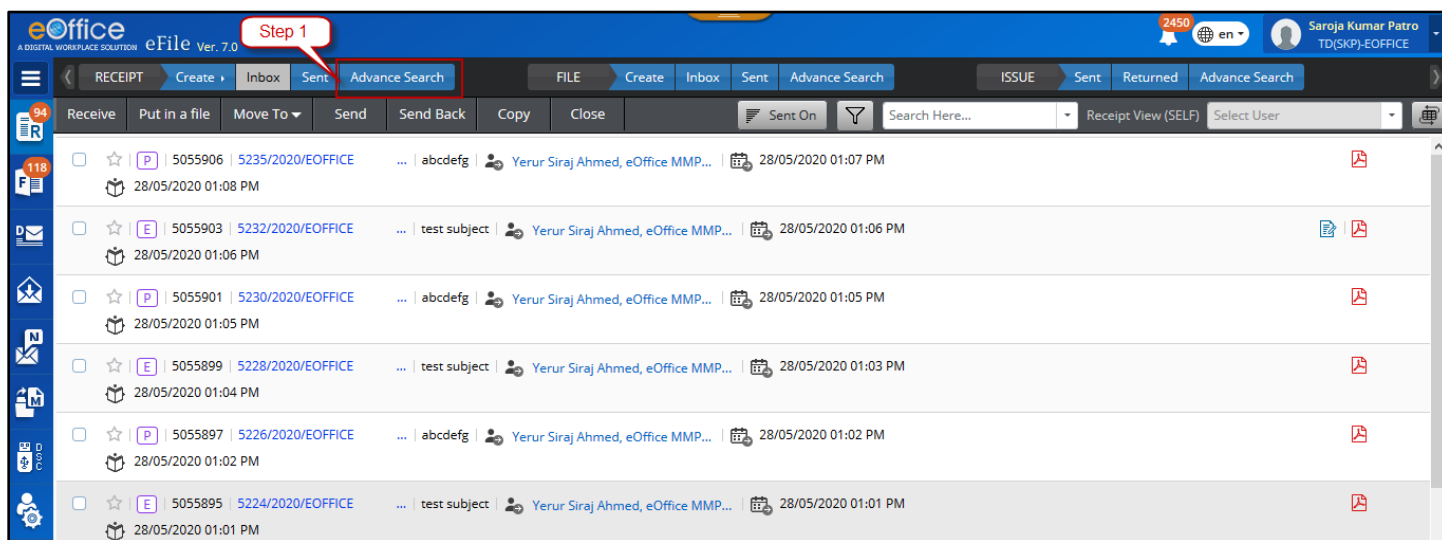 Step 1
eOffice
A DIGITAL WORKPLACE SOLUTION eFile Ver. 7.0
2450 en Saroja Kumar Patro
TD(SKP)-EOFFICE
RECEIPT Create Inbox Sent Advance Search FILE Create Inbox Sent Advance Search ISSUE Sent Returned Advance Search
94 R
Receive Put in a file Move To Send Send Back Copy Close Sent On Search Here... Receipt View (SELF) Select User
P 5055906 5235/2020/EOFFICE ... abcdefg Yerur Siraj Ahmed, eOffice MMP... 28/05/2020 01:07 PM
118 F
28/05/2020 01:08 PM
D
E 5055903 5232/2020/EOFFICE ... test subject Yerur Siraj Ahmed, eOffice MMP... 28/05/2020 01:06 PM
28/05/2020 01:06 PM
P 5055901 5230/2020/EOFFICE ... abcdefg Yerur Siraj Ahmed, eOffice MMP... 28/05/2020 01:05 PM
28/05/2020 01:05 PM
N
E 5055899 5228/2020/EOFFICE ... test subject Yerur Siraj Ahmed, eOffice MMP... 28/05/2020 01:03 PM
28/05/2020 01:04 PM
M
P 5055897 5226/2020/EOFFICE ... abcdefg Yerur Siraj Ahmed, eOffice MMP... 28/05/2020 01:02 PM
28/05/2020 01:02 PM
DSC
E 5055895 5224/2020/EOFFICE ... test subject Yerur Siraj Ahmed, eOffice MMP... 28/05/2020 01:01 PM
28/05/2020 01:01 PM